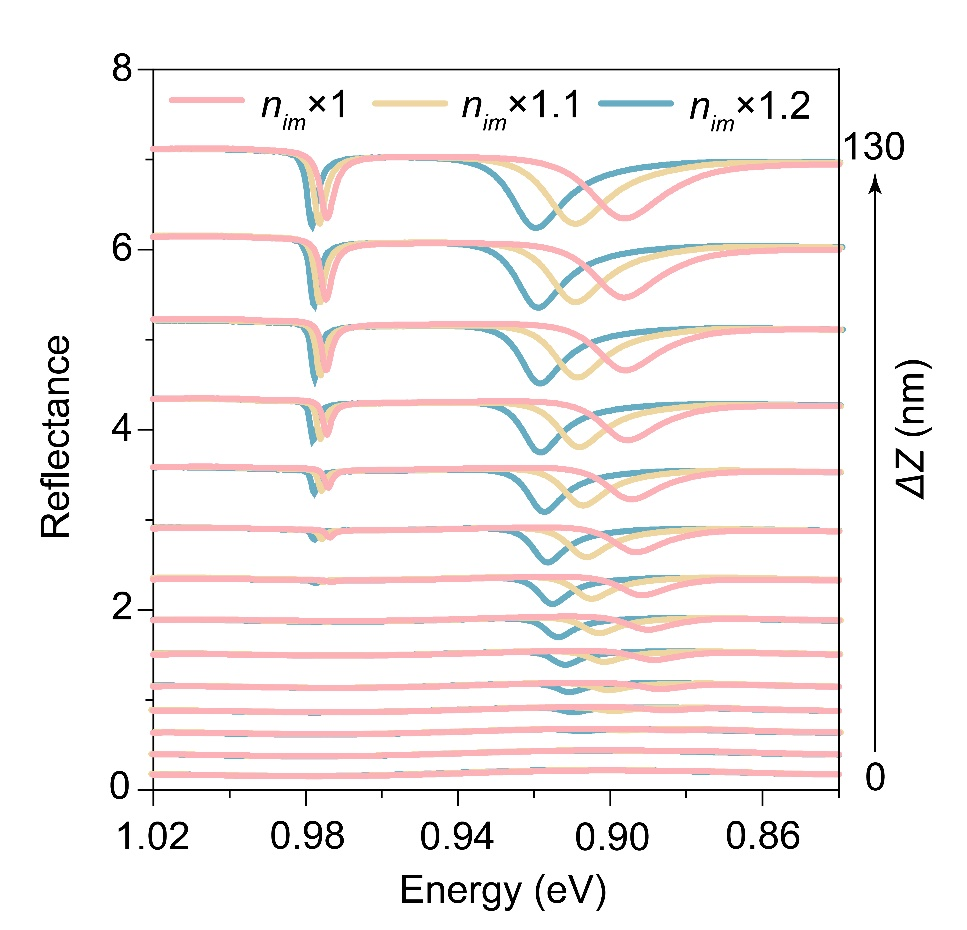 8
n_im×1 n_im×1.1 n_im×1.2
130
6
Reflectance
4
ΔZ (nm)
2
0
0
1.02 0.98 0.94 0.90 0.86
Energy (eV)